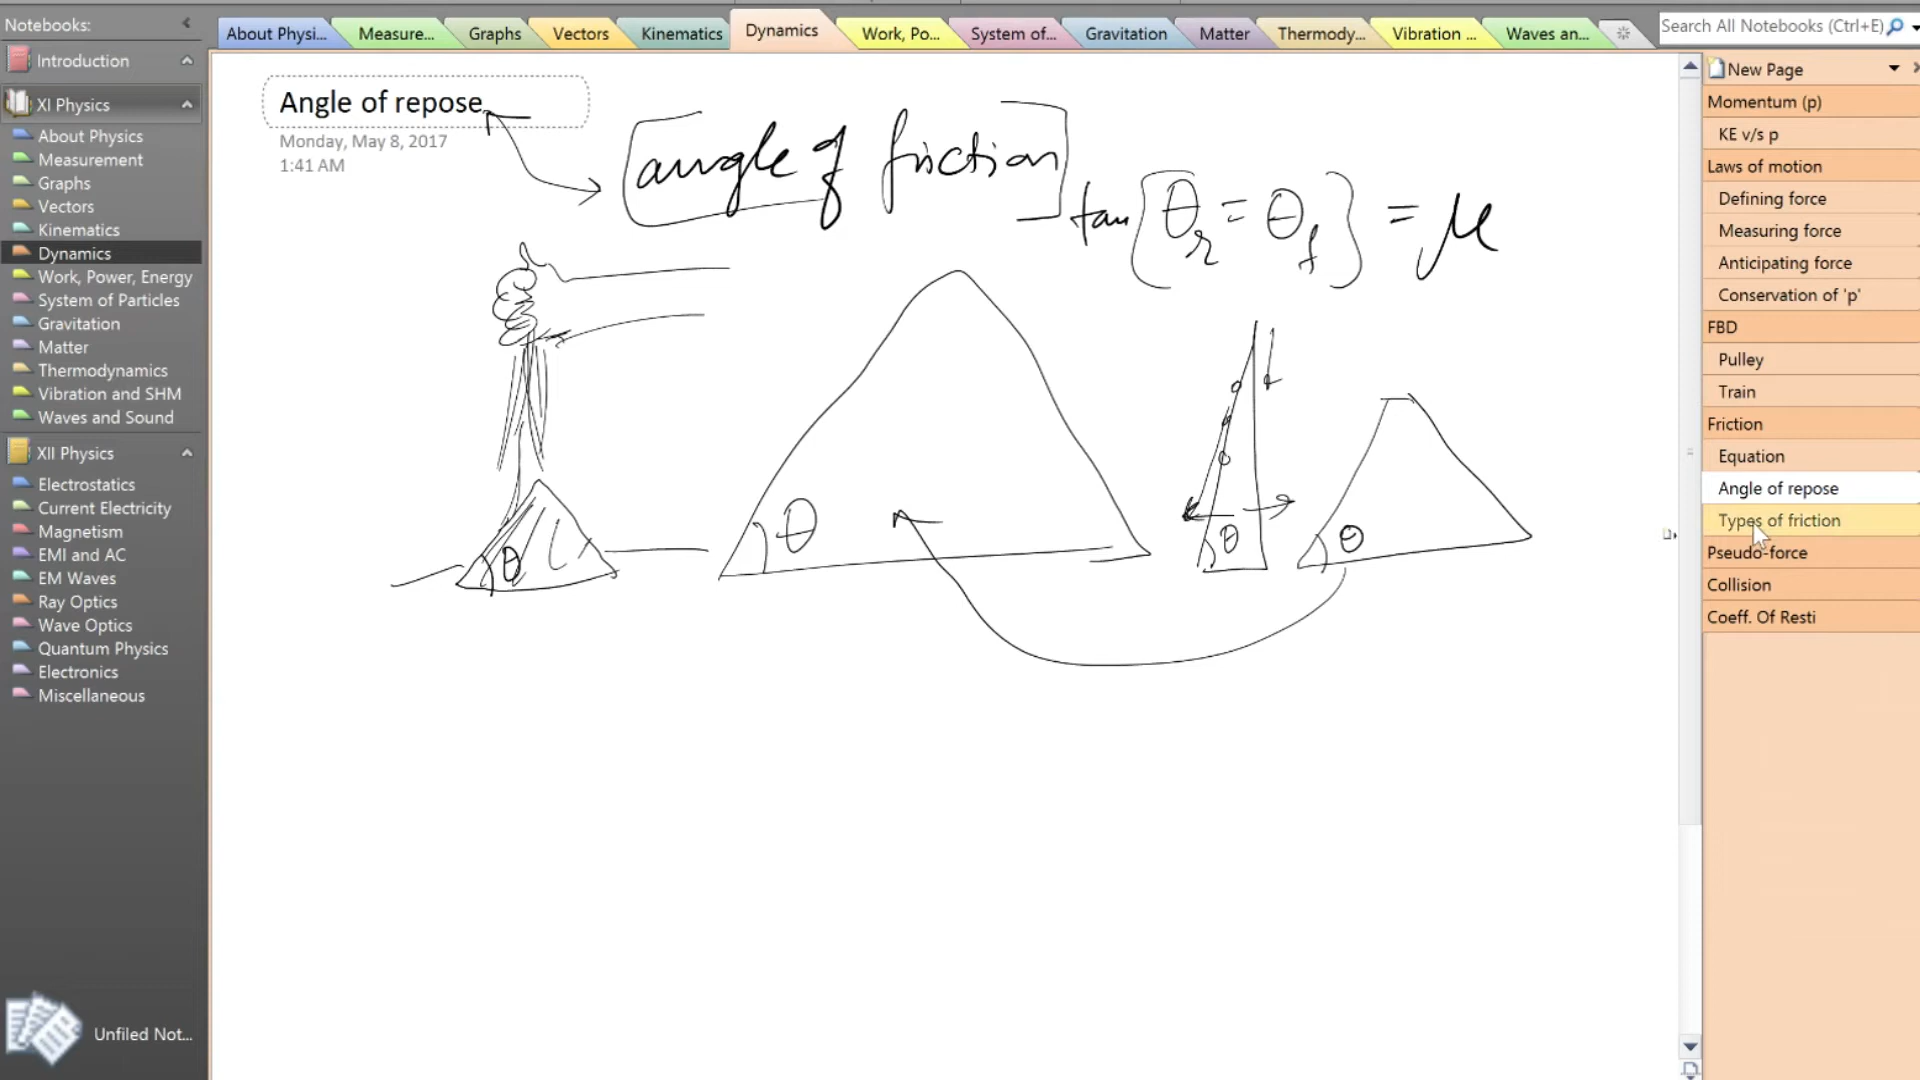 Notebooks:
Introduction
XI Physics
About Physics
Measurement
Graphs
Vectors
Kinematics
Dynamics
Work, Power, Energy
System of Particles
Gravitation
Matter
Thermodynamics
Vibration and SHM
Waves and Sound
XII Physics
Electrostatics
Current Electricity
Magnetism
EMI and AC
EM Waves
Ray Optics
Wave Optics
Quantum Physics
Electronics
Miscellaneous
Unfiled Not...
About Physi... Measure... Graphs Vectors Kinematics Dynamics Work, Po... System of... Gravitation Matter Thermody... Vibration ... Waves an...
Search All Notebooks (Ctrl+E)
Angle of repose
Monday, May 8, 2017
1:41 AM
[angle of friction]
tan{θr = θf} = μ
θ
θ
θ
θ
New Page
Momentum (p)
KE v/s p
Laws of motion
Defining force
Measuring force
Anticipating force
Conservation of 'p'
FBD
Pulley
Train
Friction
Equation
Angle of repose
Types of friction
Pseudo-force
Collision
Coeff. Of Resti